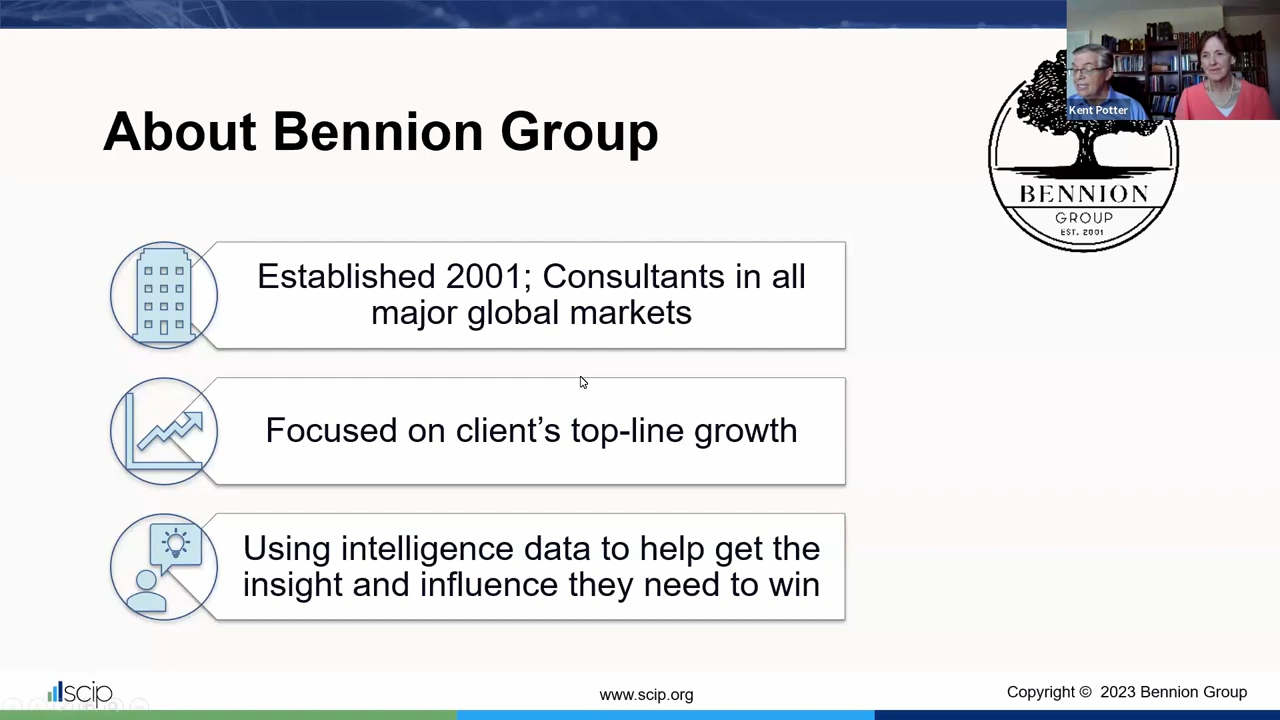 Kent Potter
About Bennion Group
BENNION
GROUP
EST. 2001
Established 2001; Consultants in all
major global markets
Focused on client’s top-line growth
Using intelligence data to help get the
insight and influence they need to win
scip
www.scip.org
Copyright © 2023 Bennion Group